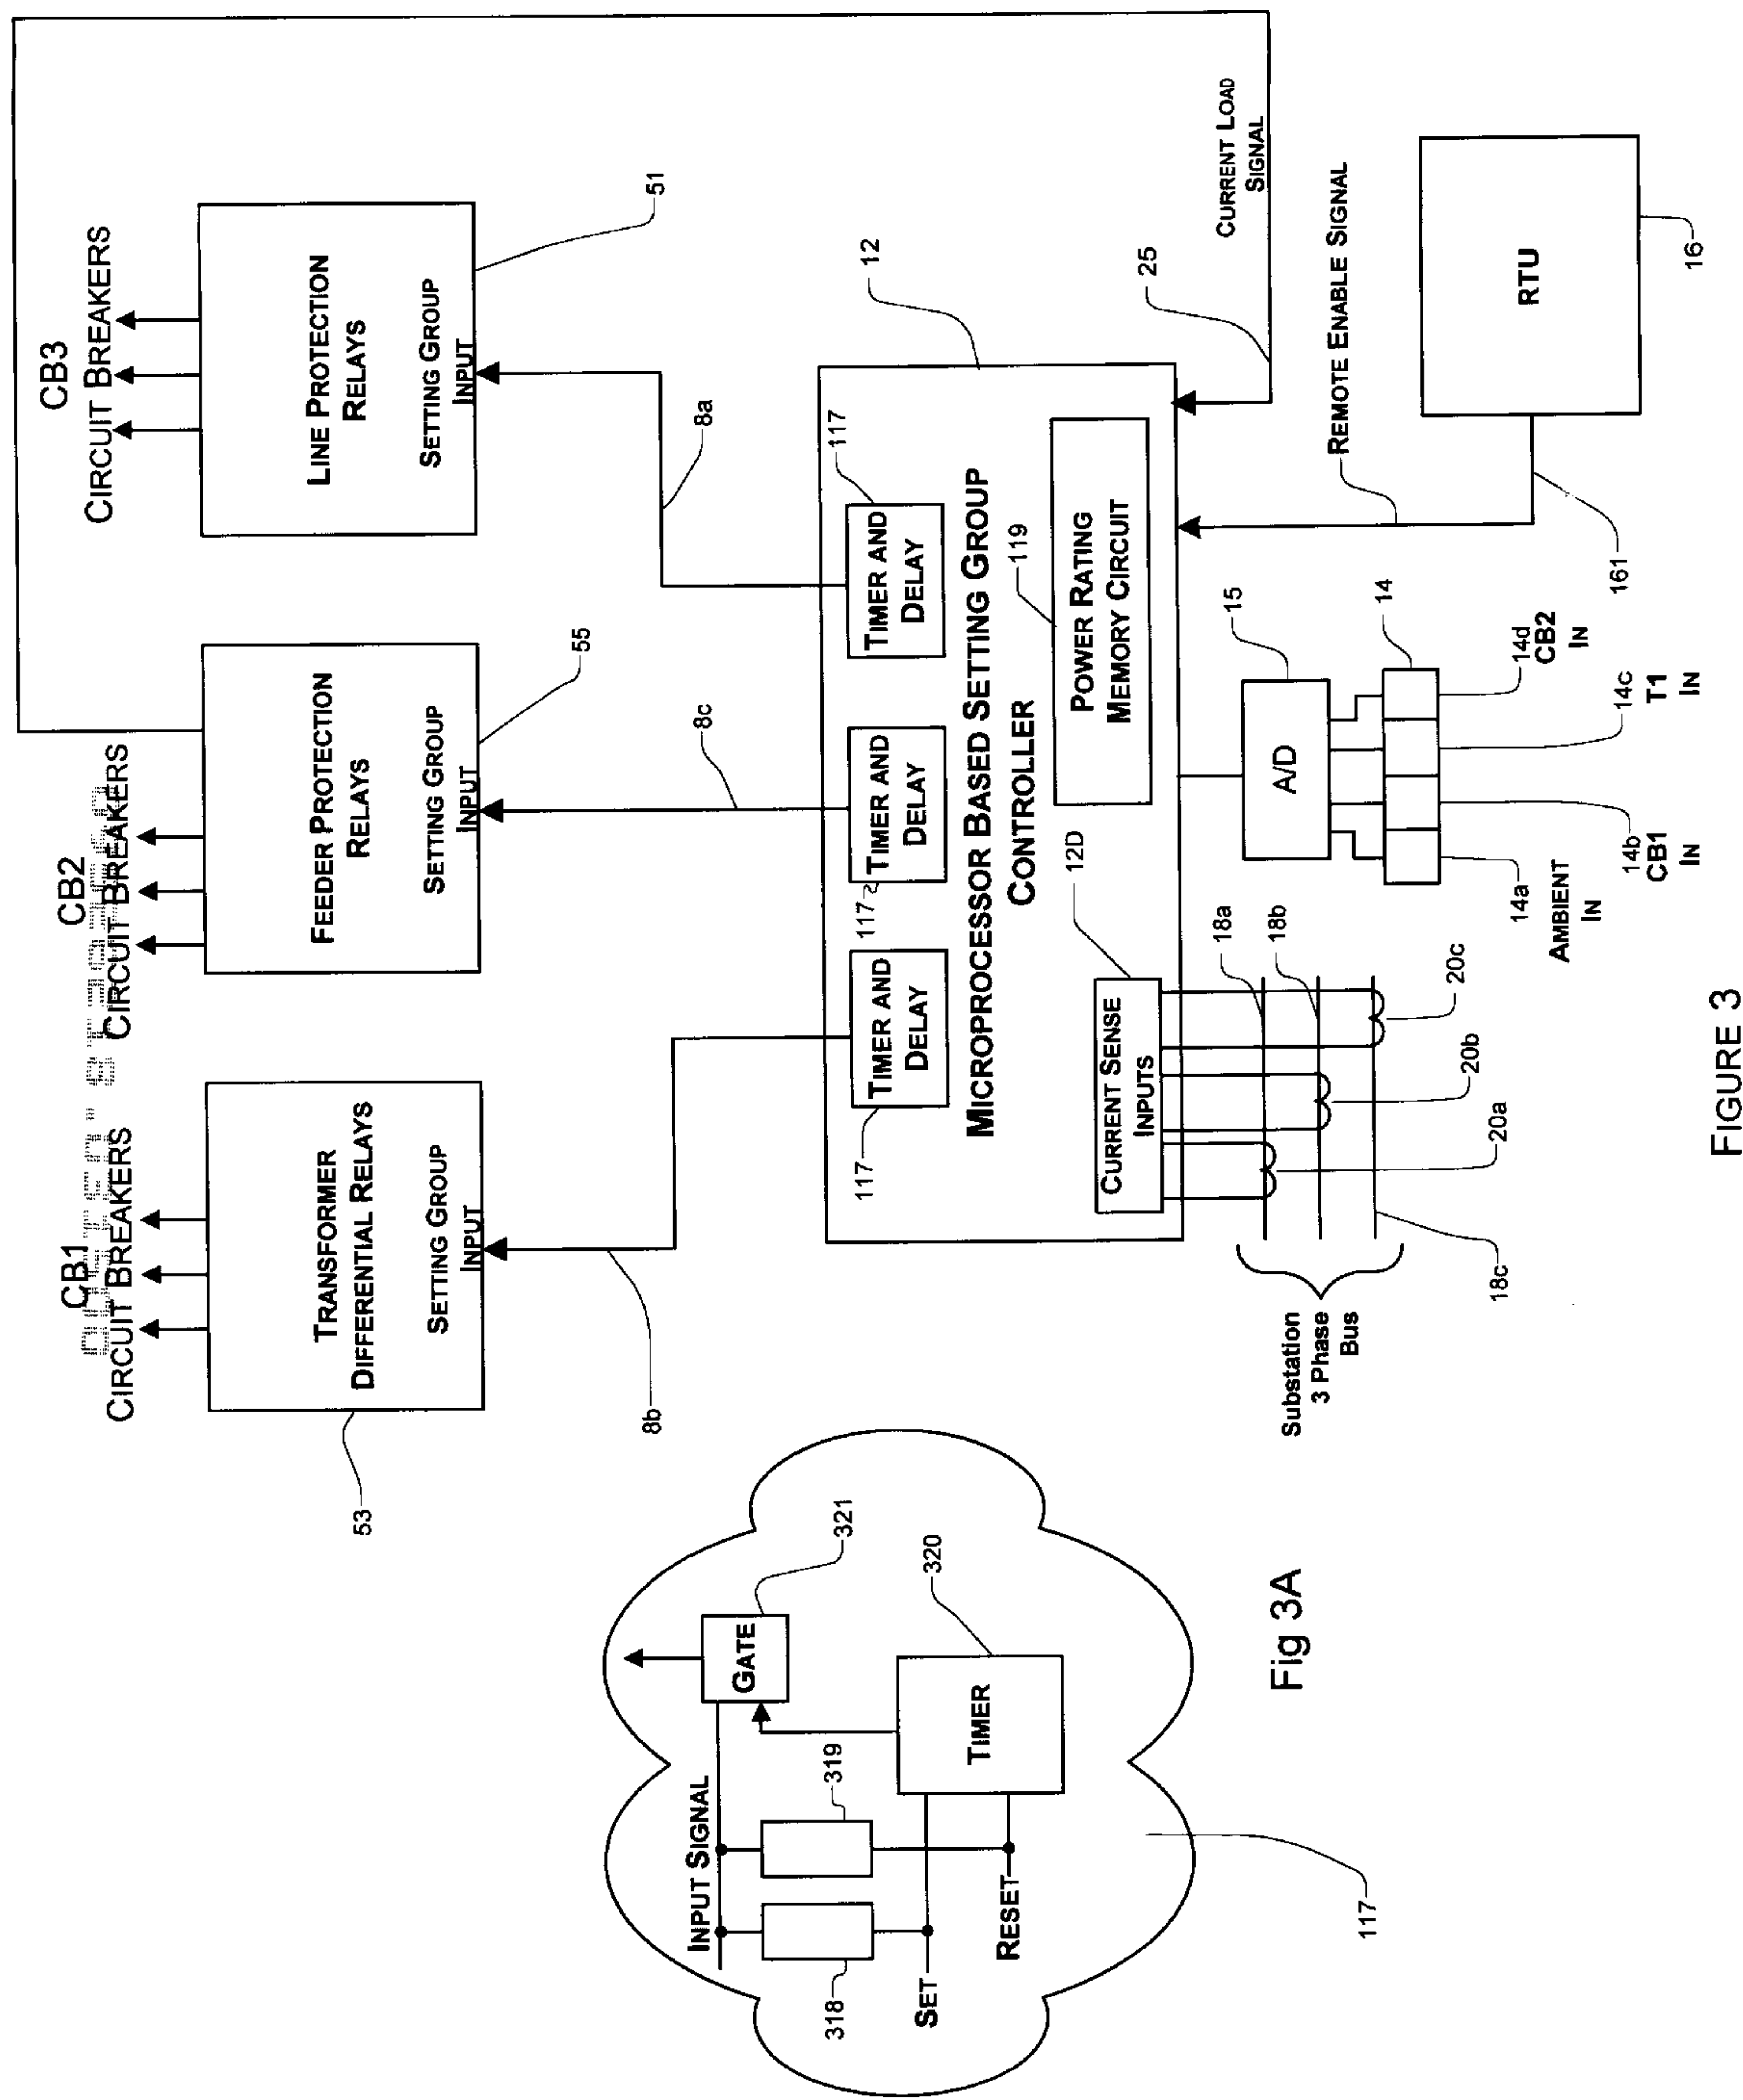 CB1
CIRCUIT BREAKERS
CB2
CIRCUIT BREAKERS
CB3
CIRCUIT BREAKERS
TRANSFORMER
DIFFERENTIAL RELAYS
SETTING GROUP
INPUT
53
FEEDER PROTECTION
RELAYS
SETTING GROUP
INPUT
55
LINE PROTECTION
RELAYS
SETTING GROUP
INPUT
51
8b
8c
8a
TIMER AND
DELAY
117
TIMER AND
DELAY
117
TIMER AND
DELAY
117
12
MICROPROCESSOR BASED SETTING GROUP
CONTROLLER
119
POWER RATING
MEMORY CIRCUIT
12D
CURRENT SENSE
INPUTS
25
CURRENT LOAD
SIGNAL
REMOTE ENABLE SIGNAL
RTU
16
161
15
A/D
14
14a
AMBIENT
IN
14b
CB1
IN
14c
T1
IN
14d
CB2
IN
18a
18b
18c
20a
20b
20c
Substation
3 Phase
Bus
FIGURE 3
INPUT SIGNAL
GATE
321
320
TIMER
319
318
SET
RESET
117
Fig 3A